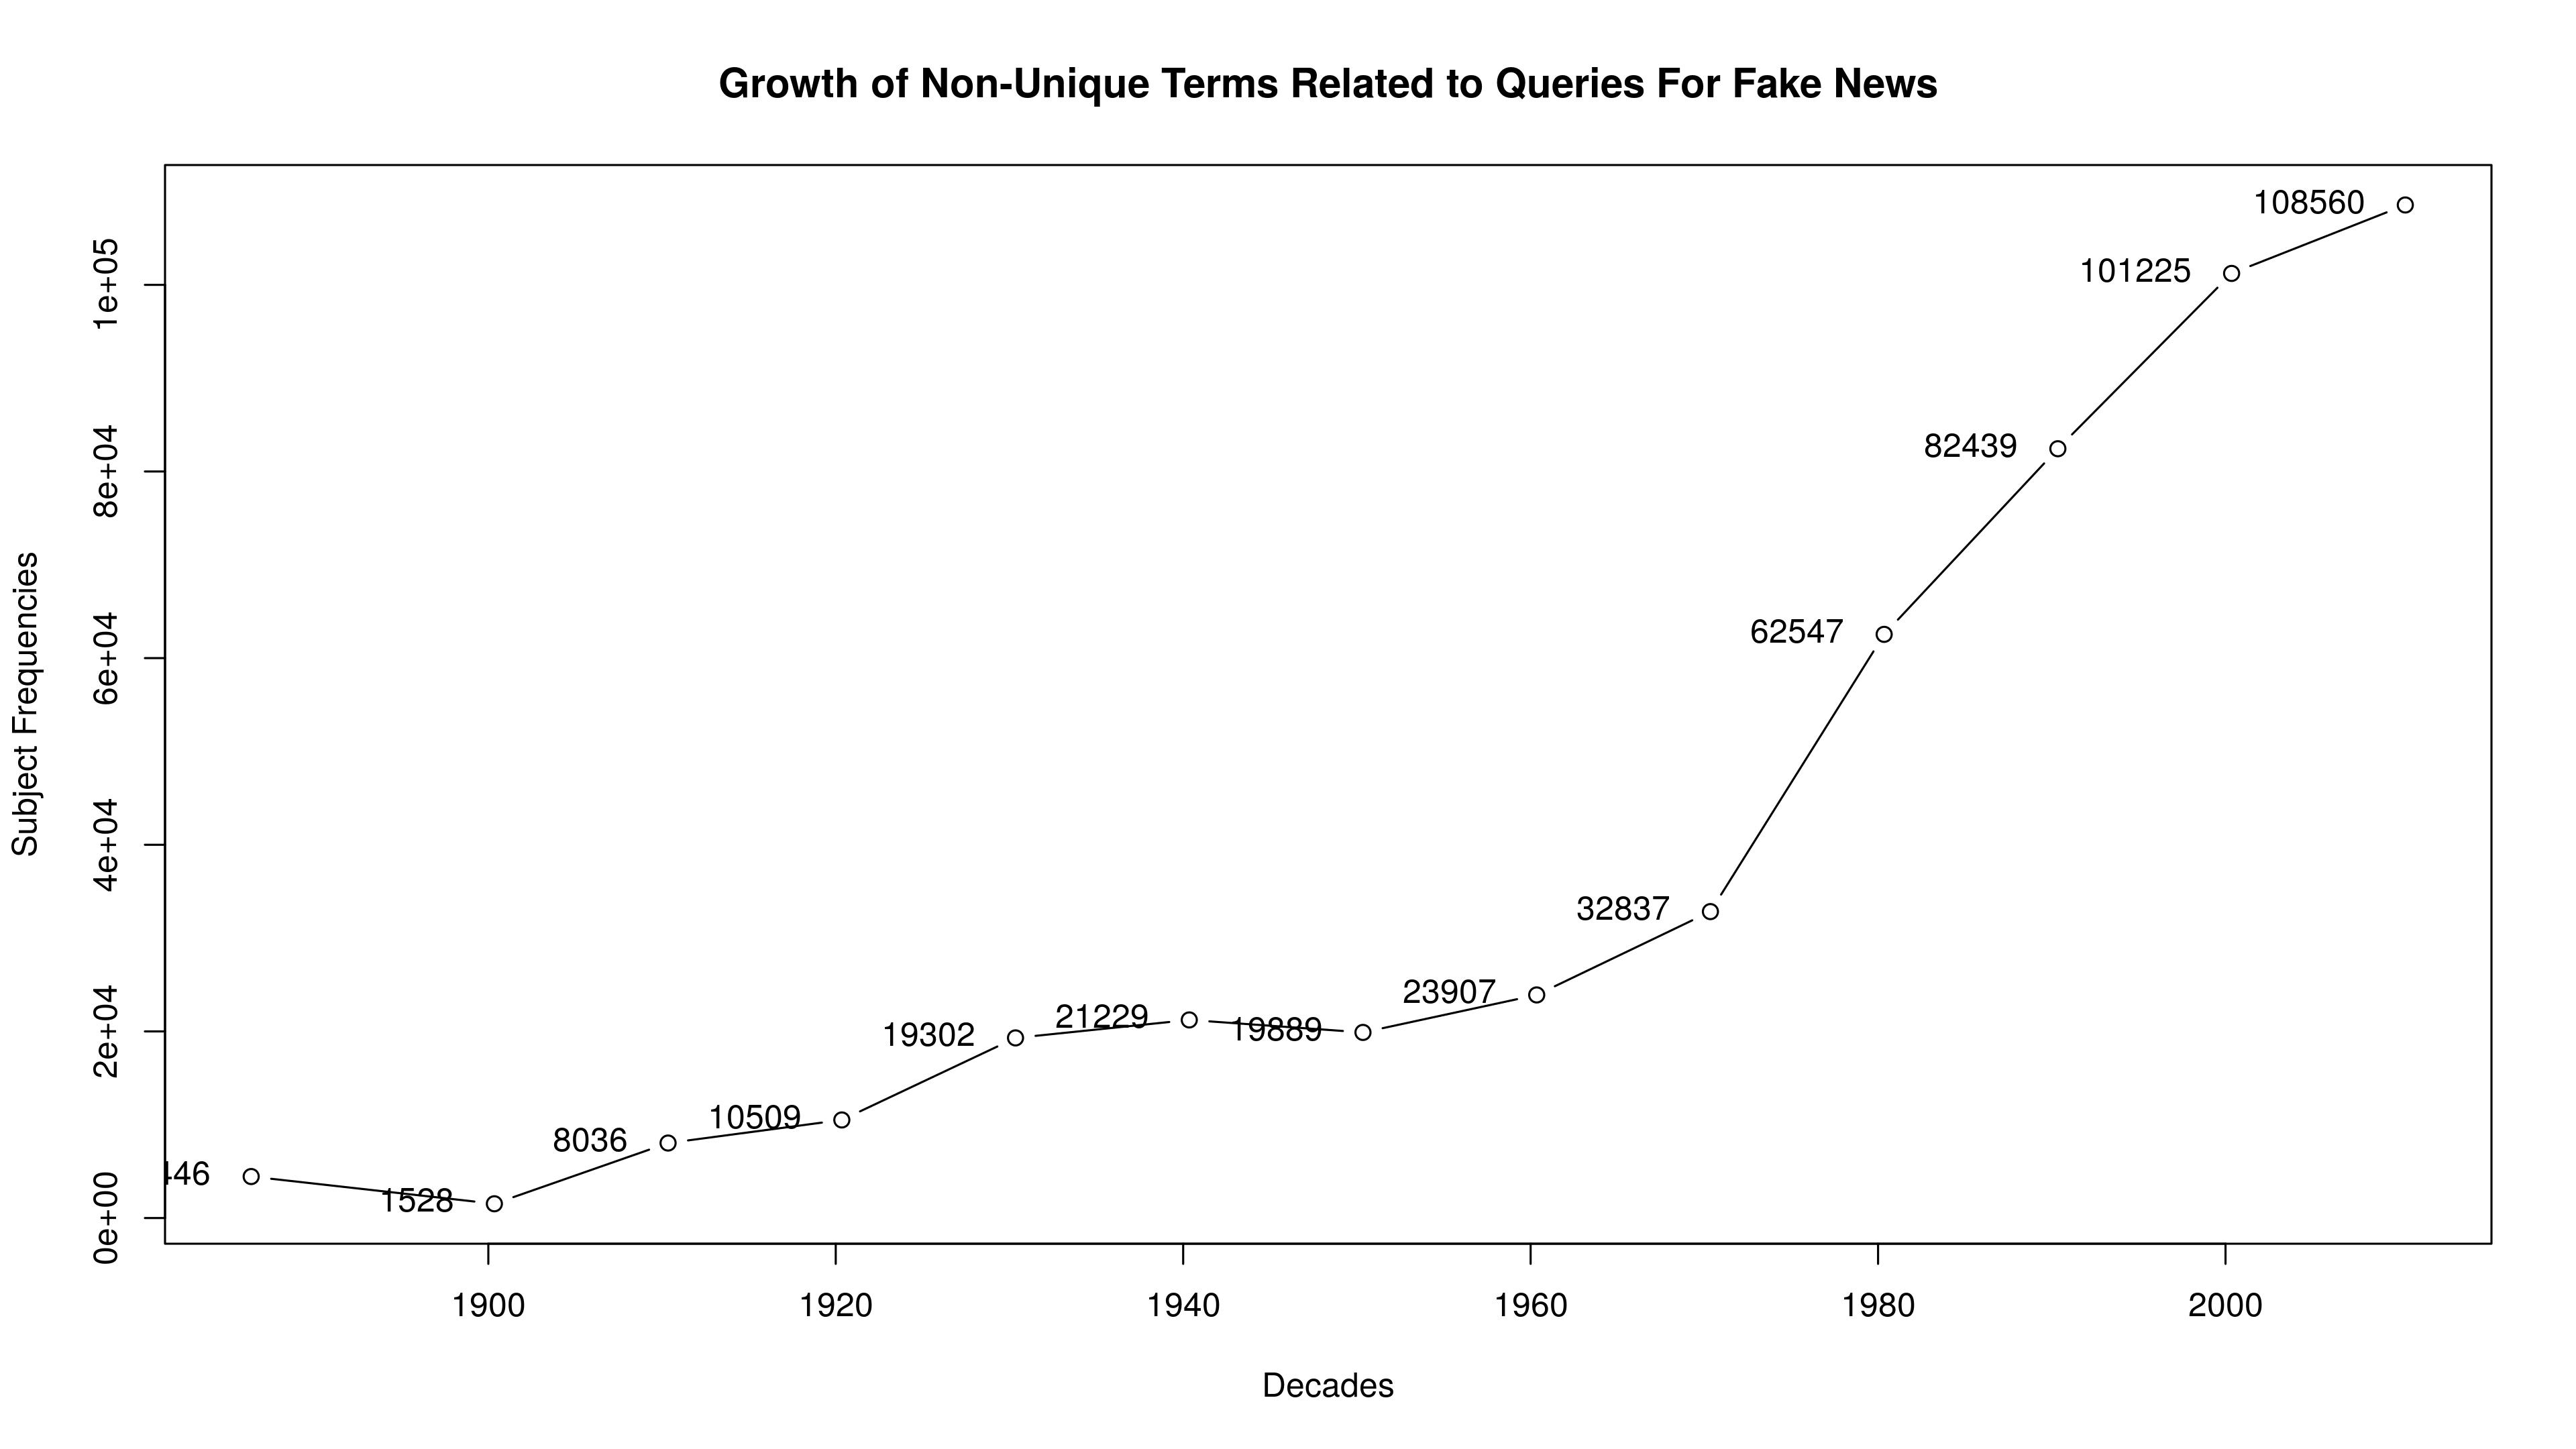 Growth of Non-Unique Terms Related to Queries For Fake News
Subject Frequencies
1e+05
8e+04
6e+04
4e+04
2e+04
0e+00
108560
101225
82439
62547
32837
23907
19889
21229
19302
10509
8036
1528
1900
1920
1940
1960
1980
2000
Decades